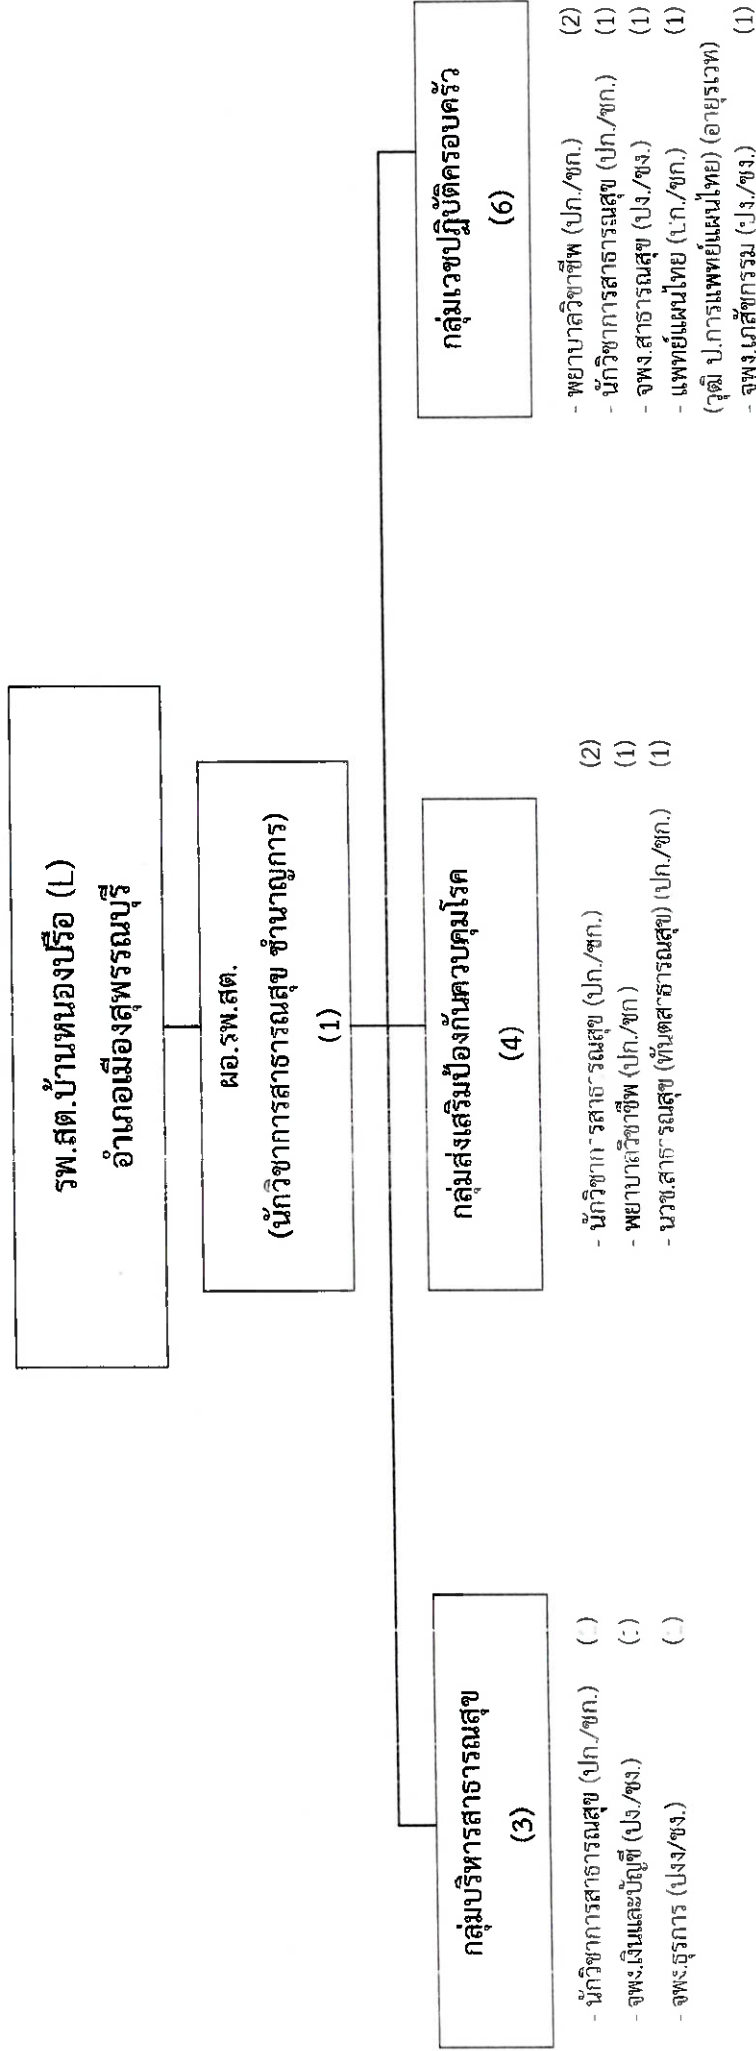 รพ.สต.บ้านหนองปรือ (L)
อำเภอเมืองสุพรรณบุรี
ผอ.รพ.สต.
(นักวิชาการสาธารณสุข ชำนาญการ)
(1)
กลุ่มบริหารสาธารณสุข
(3)
- นักวิชาการสาธารณสุข (ปก./ชก.)
- จพง.เงินและบัญชี (ปง./ชง.)
- จพง.ธุรการ (ปงง/ชง.)
กลุ่มส่งเสริมป้องกันควบคุมโรค
(4)
- นักวิชาการสาธารณสุข (ปก./ชก.) (2)
- พยาบาลวิชาชีพ (ปก./ชก) (1)
- นวช.สาธารณสุข (ทันตสาธารณสุข) (ปก./ชก.) (1)
กลุ่มเวชปฏิบัติครอบครัว
(6)
- พยาบาลวิชาชีพ (ปก./ชก.) (2)
- นักวิชาการสาธารณสุข (ปก./ชก.) (1)
- จพง.สาธารณสุข (ปง./ชง.) (1)
- แพทย์แผนไทย (ปก./ชก.) (1)
(วุฒิ ป.การแพทย์แผนไทย) (อายุรเวท)
- จพง.เภสัชกรรม (ปง./ชง.) (1)